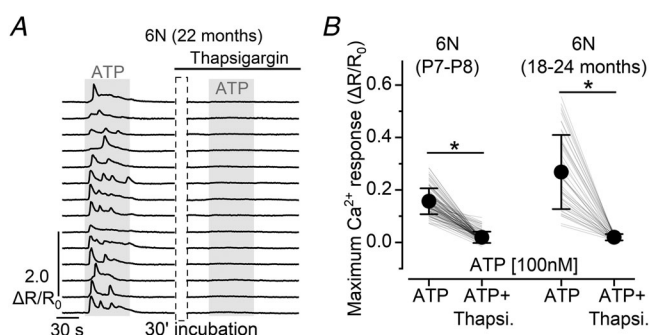 A
6N (22 months)
Thapsigargin
ATP
ATP
2.0
ΔR/R0
30 s
30' incubation
B
6N
(P7-P8)
6N
(18-24 months)
Maximum Ca2+ response (ΔR/R0)
0.6
0.4
0.2
0.0
*
*
ATP [100nM]
ATP
ATP+
Thapsi.
ATP
ATP+
Thapsi.